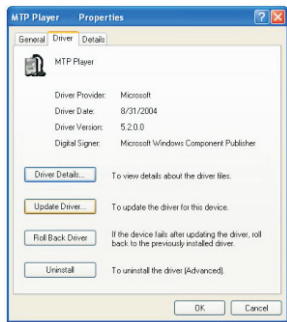 MTP Player Properties
General Driver Details
MTP Player
Driver Provider: Microsoft
Driver Date: 8/31/2004
Driver Version: 5.2.0.0
Digital Signer: Microsoft Windows Component Publisher
Driver Details... To view details about the driver files.
Update Driver... To update the driver for this device.
Roll Back Driver If the device fails after updating the driver, roll
back to the previously installed driver.
Uninstall To uninstall the driver (Advanced).
OK Cancel